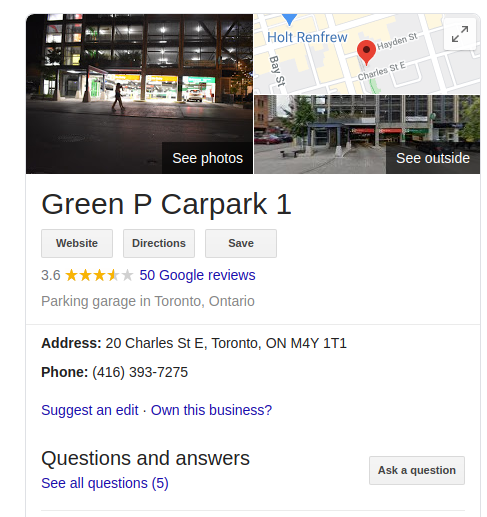 Holt Renfrew
Hayden St
Bay St
Charles St E
See photos
See outside
Green P Carpark 1
Website Directions Save
3.6 50 Google reviews
Parking garage in Toronto, Ontario
Address: 20 Charles St E, Toronto, ON M4Y 1T1
Phone: (416) 393-7275
Suggest an edit · Own this business?
Questions and answers
Ask a question
See all questions (5)